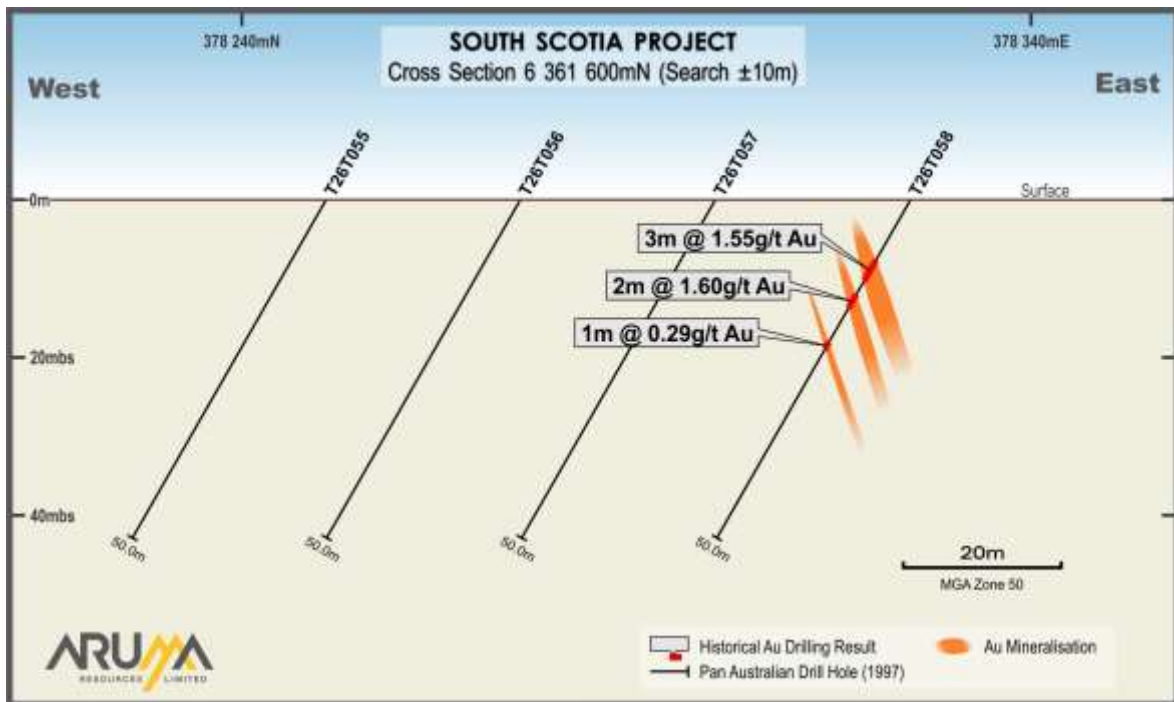 378 240mN
SOUTH SCOTIA PROJECT
378 340mE
Cross Section 6 361 600mN (Search ±10m)
West
East
T26T055
T26T056
T26T057
T26T058
0m
Surface
3m @ 1.55g/t Au
2m @ 1.60g/t Au
1m @ 0.29g/t Au
20mbs
40mbs
50.0m
50.0m
50.0m
50.0m
20m
MGA Zone 50
ARUMA
RESOURCES LIMITED
Historical Au Drilling Result
Au Mineralisation
Pan Australian Drill Hole (1997)